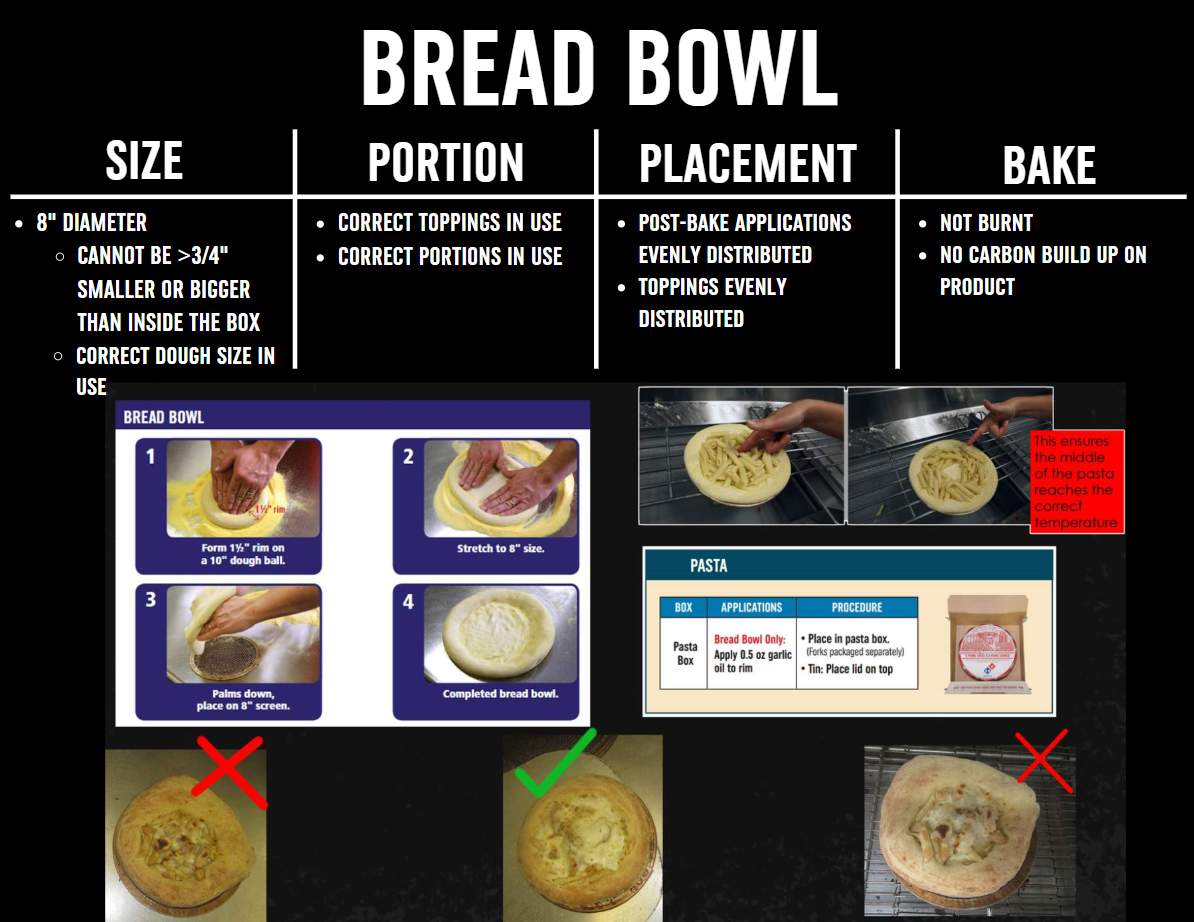 BREAD BOWL
SIZE
8" DIAMETER
CANNOT BE >3/4"
SMALLER OR BIGGER
THAN INSIDE THE BOX
CORRECT DOUGH SIZE IN
USE
PORTION
CORRECT TOPPINGS IN USE
CORRECT PORTIONS IN USE
PLACEMENT
POST-BAKE APPLICATIONS
EVENLY DISTRIBUTED
TOPPINGS EVENLY
DISTRIBUTED
BAKE
NOT BURNT
NO CARBON BUILD UP ON
PRODUCT
BREAD BOWL
1
1½" rim
Form 1½" rim on
a 10" dough ball.
2
Stretch to 8" size.
3
Palms down,
place on 8" screen.
4
Completed bread bowl.
This ensures
the middle
of the pasta
reaches the
correct
temperature
PASTA
BOX
APPLICATIONS
PROCEDURE
Pasta
Box
Bread Bowl Only:
Apply 0.5 oz garlic
oil to rim
• Place in pasta box.
(Forks packaged separately)
• Tin: Place lid on top